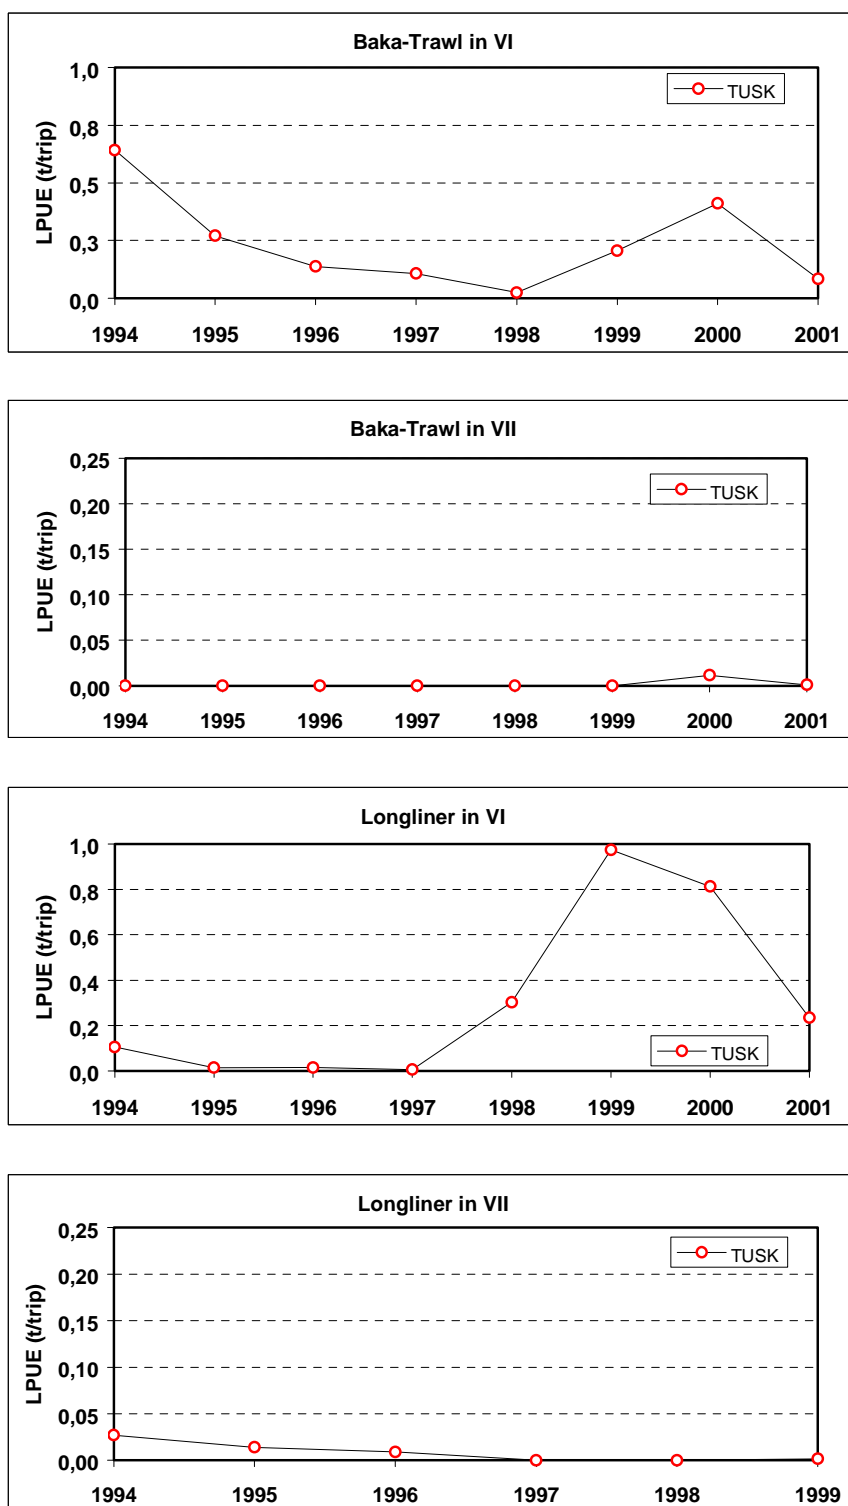 Baka-Trawl in VI
LPUE (t/trip)
1,0
0,8
0,5
0,3
0,0
TUSK
1994 1995 1996 1997 1998 1999 2000 2001
Baka-Trawl in VII
LPUE (t/trip)
0,25
0,20
0,15
0,10
0,05
0,00
TUSK
1994 1995 1996 1997 1998 1999 2000 2001
Longliner in VI
LPUE (t/trip)
1,0
0,8
0,6
0,4
0,2
0,0
TUSK
1994 1995 1996 1997 1998 1999 2000 2001
Longliner in VII
LPUE (t/trip)
0,25
0,20
0,15
0,10
0,05
0,00
TUSK
1994 1995 1996 1997 1998 1999